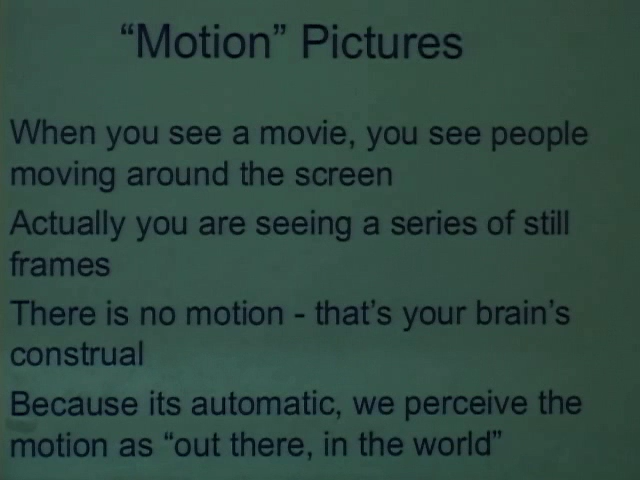 “Motion” Pictures
When you see a movie, you see people
moving around the screen
Actually you are seeing a series of still
frames
There is no motion - that’s your brain’s
construal
Because its automatic, we perceive the
motion as “out there, in the world”